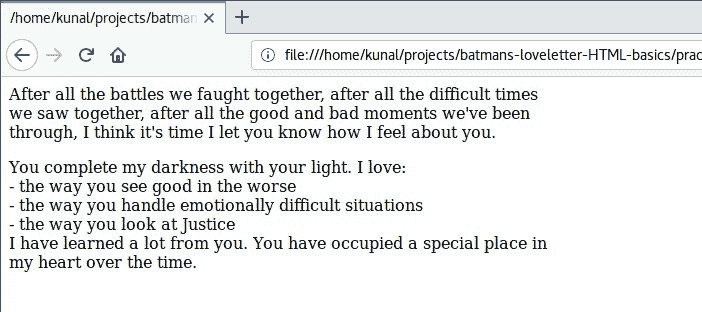 /home/kunal/projects/batman
file:///home/kunal/projects/batmans-loveletter-HTML-basics/prac
After all the battles we faught together, after all the difficult times
we saw together, after all the good and bad moments we've been
through, I think it's time I let you know how I feel about you.
You complete my darkness with your light. I love:
- the way you see good in the worse
- the way you handle emotionally difficult situations
- the way you look at Justice
I have learned a lot from you. You have occupied a special place in
my heart over the time.